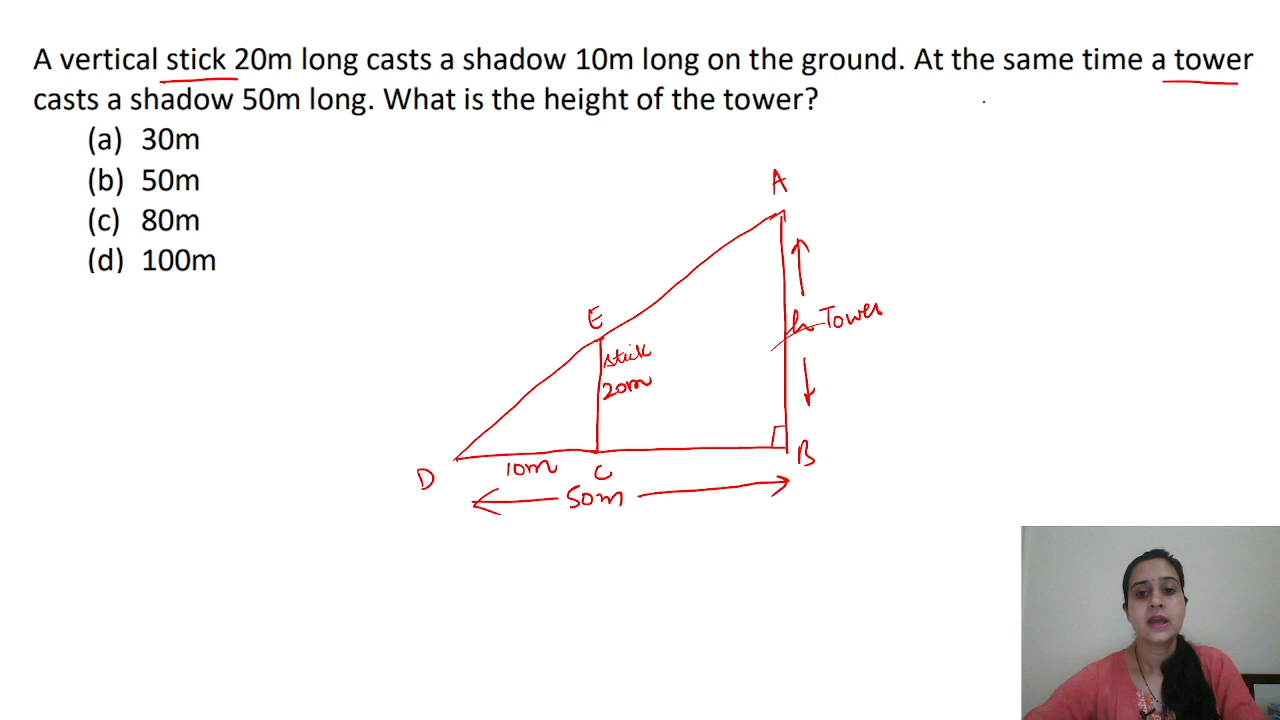 A vertical stick 20m long casts a shadow 10m long on the ground. At the same time a tower
casts a shadow 50m long. What is the height of the tower?
(a) 30m
(b) 50m
(c) 80m
(d) 100m
A
E
stick
20m
h Tower
D
10m
C
B
50m